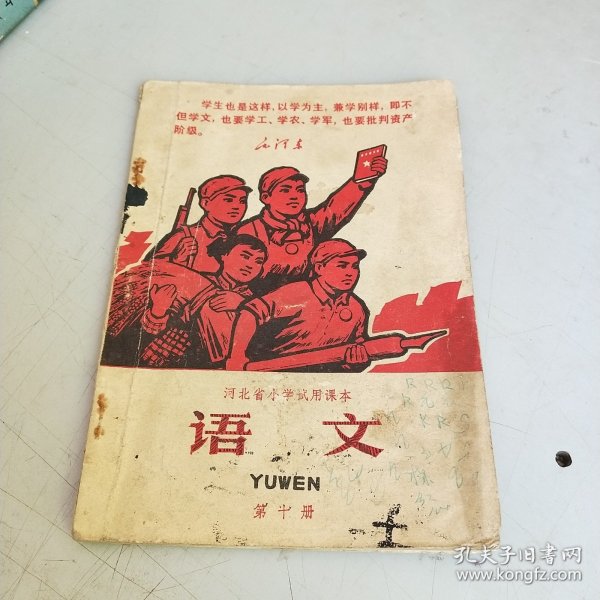 学生也是这样，以学为主，兼学别样，即不
但学文，也要学工、学农、学军，也要批判资产
阶级。
毛泽东
河北省小学试用课本
语文
YUWEN
第十册
孔夫子旧书网
www.kongfz.com